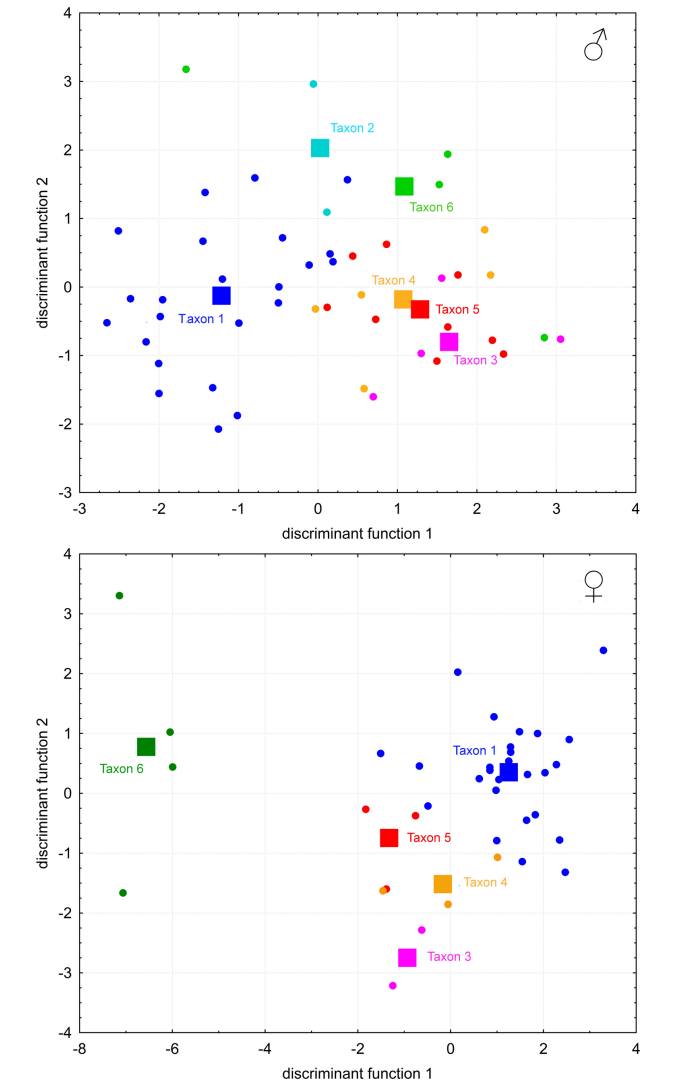 4
♂
3
Taxon 2
2
Taxon 6
1
discriminant function 2
Taxon 4
0
Taxon 5
Taxon 1
-1
Taxon 3
-2
-3
-3 -2 -1 0 1 2 3 4
discriminant function 1
4
♀
3
2
1
Taxon 1
Taxon 6
discriminant function 2
0
Taxon 5
-1
Taxon 4
-2
Taxon 3
-3
-4
-8 -6 -4 -2 0 2 4
discriminant function 1